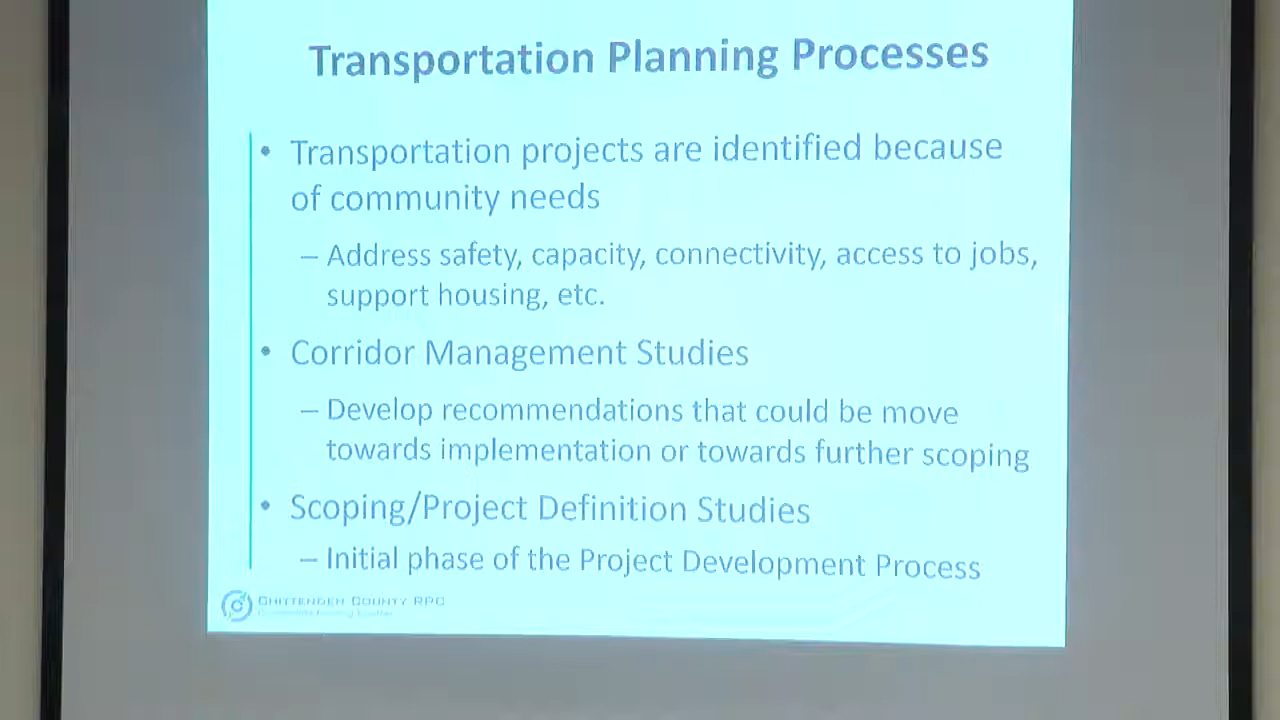 Transportation Planning Processes
• Transportation projects are identified because
of community needs
– Address safety, capacity, connectivity, access to jobs,
support housing, etc.
• Corridor Management Studies
– Develop recommendations that could be move
towards implementation or towards further scoping
• Scoping/Project Definition Studies
– Initial phase of the Project Development Process
CHITTENDEN COUNTY RPC